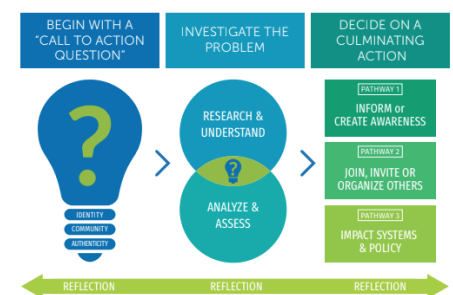 BEGIN WITH A
“CALL TO ACTION
QUESTION”
INVESTIGATE THE
PROBLEM
DECIDE ON A
CULMINATING
ACTION
?
IDENTITY
COMMUNITY
AUTHENTICITY
RESEARCH &
UNDERSTAND
?
ANALYZE &
ASSESS
PATHWAY 1
INFORM or
CREATE AWARENESS
PATHWAY 2
JOIN, INVITE OR
ORGANIZE OTHERS
PATHWAY 3
IMPACT SYSTEMS
& POLICY
REFLECTION REFLECTION REFLECTION